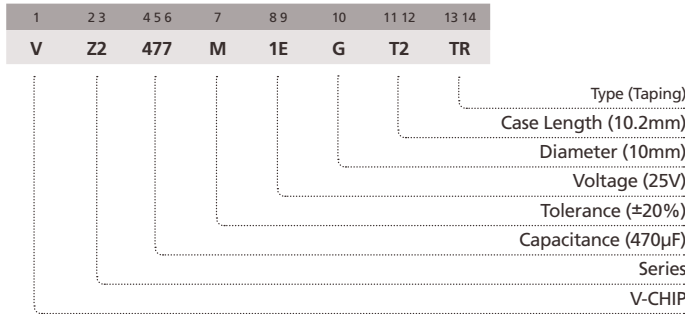 1 2 3 4 5 6 7 8 9 10 11 12 13 14
V Z2 477 M 1E G T2 TR
Type (Taping)
Case Length (10.2mm)
Diameter (10mm)
Voltage (25V)
Tolerance (±20%)
Capacitance (470µF)
Series
V-CHIP